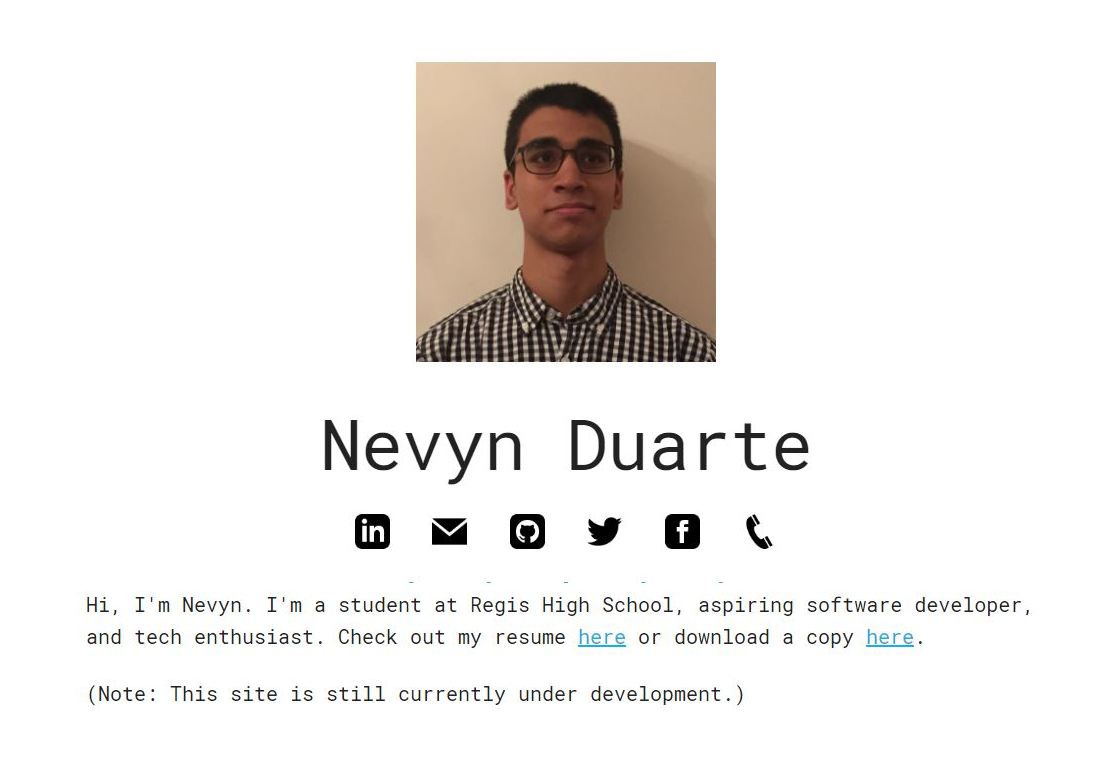 Nevyn Duarte
in
f
Hi, I'm Nevyn. I'm a student at Regis High School, aspiring software developer,
and tech enthusiast. Check out my resume here or download a copy here.
(Note: This site is still currently under development.)